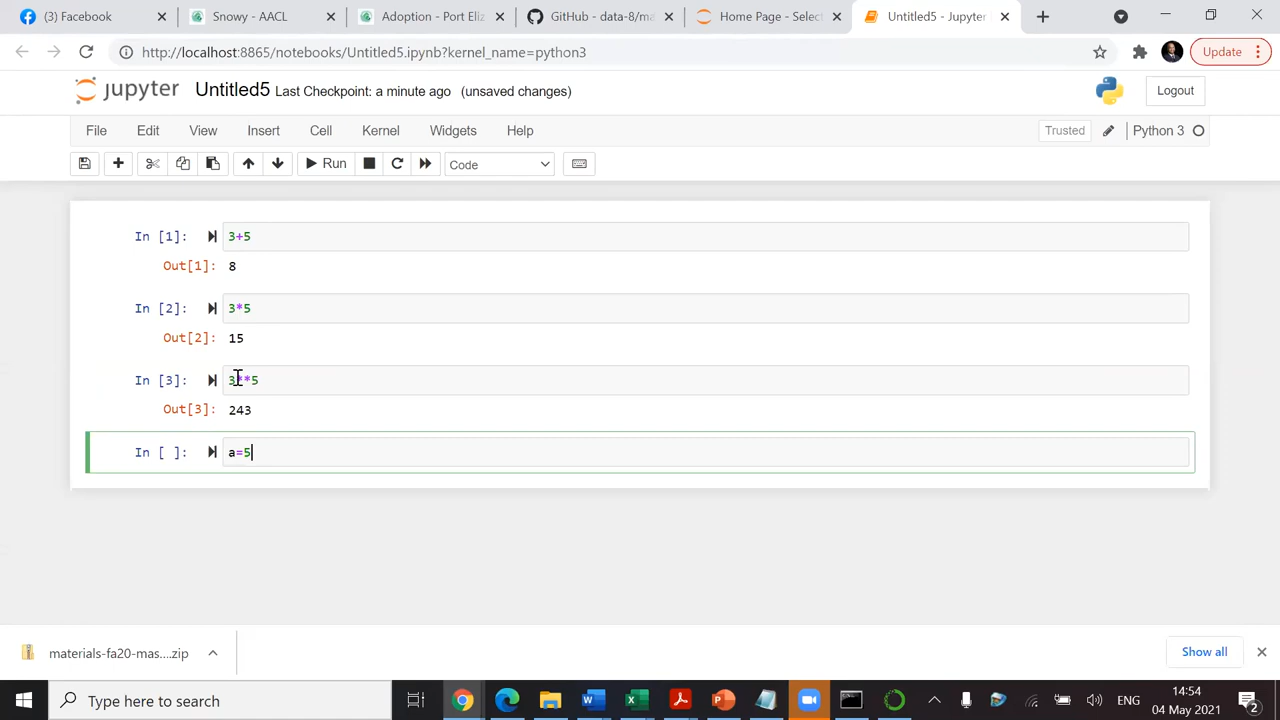 (3) Facebook
Snowy - AACL
Adoption - Port Eliz
GitHub - data-8/ma
Home Page - Select
Untitled5 - Jupyter
http://localhost:8865/notebooks/Untitled5.ipynb?kernel_name=python3
Update
jupyter Untitled5 Last Checkpoint: a minute ago (unsaved changes)
Logout
File Edit View Insert Cell Kernel Widgets Help
Trusted Python 3
Run
Code
In [1]: 3+5
Out[1]: 8
In [2]: 3*5
Out[2]: 15
In [3]: 3**5
Out[3]: 243
In [ ]: a=5
materials-fa20-mas....zip
Show all
Type here to search
ENG
14:54
04 May 2021
2